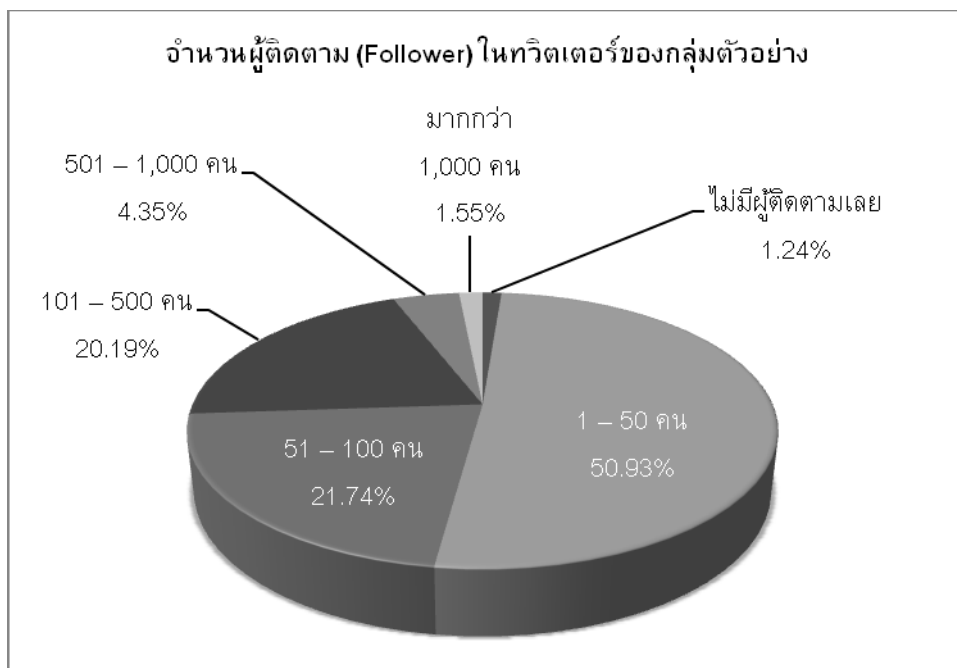 จำนวนผู้ติดตาม (Follower) ในทวิตเตอร์ของกลุ่มตัวอย่าง
มากกว่า
1,000 คน
1.55%
501 – 1,000 คน
4.35%
ไม่มีผู้ติดตามเลย
1.24%
101 – 500 คน
20.19%
1 – 50 คน
50.93%
51 – 100 คน
21.74%